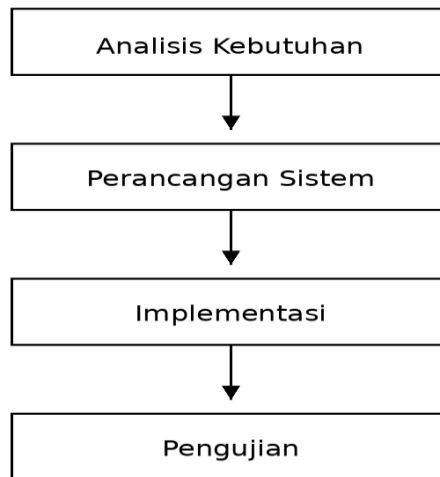 Analisis Kebutuhan
Perancangan Sistem
Implementasi
Pengujian